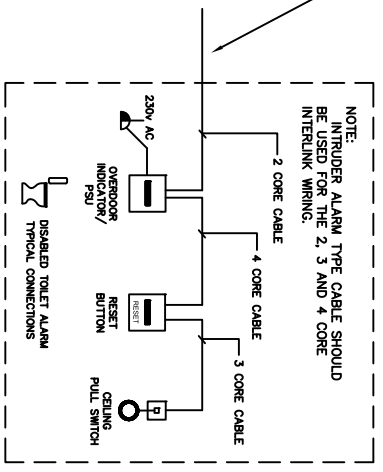 NOTE:
INTRUDER ALARM TYPE CABLE SHOULD
BE USED FOR THE 2, 3 AND 4 CORE
INTERLINK WIRING.
2 CORE CABLE
4 CORE CABLE
3 CORE CABLE
230v AC
OVERDOOR
INDICATOR/
PSU
RESET
RESET
BUTTON
CEILING
PULL SWITCH
DISABLED TOILET ALARM
TYPICAL CONNECTIONS